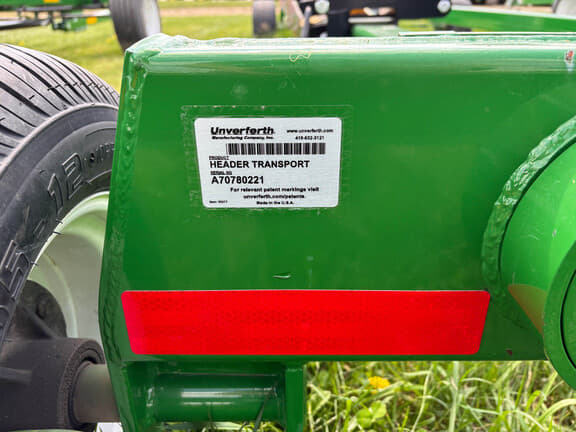 Unverferth
Manufacturing Company, Inc.
www.unverferth.com
419-532-3121
PRODUCT
HEADER TRANSPORT
SERIAL NO
A70780221
For relevant patent markings visit
unverferth.com/patents.
Made in the U.S.A.